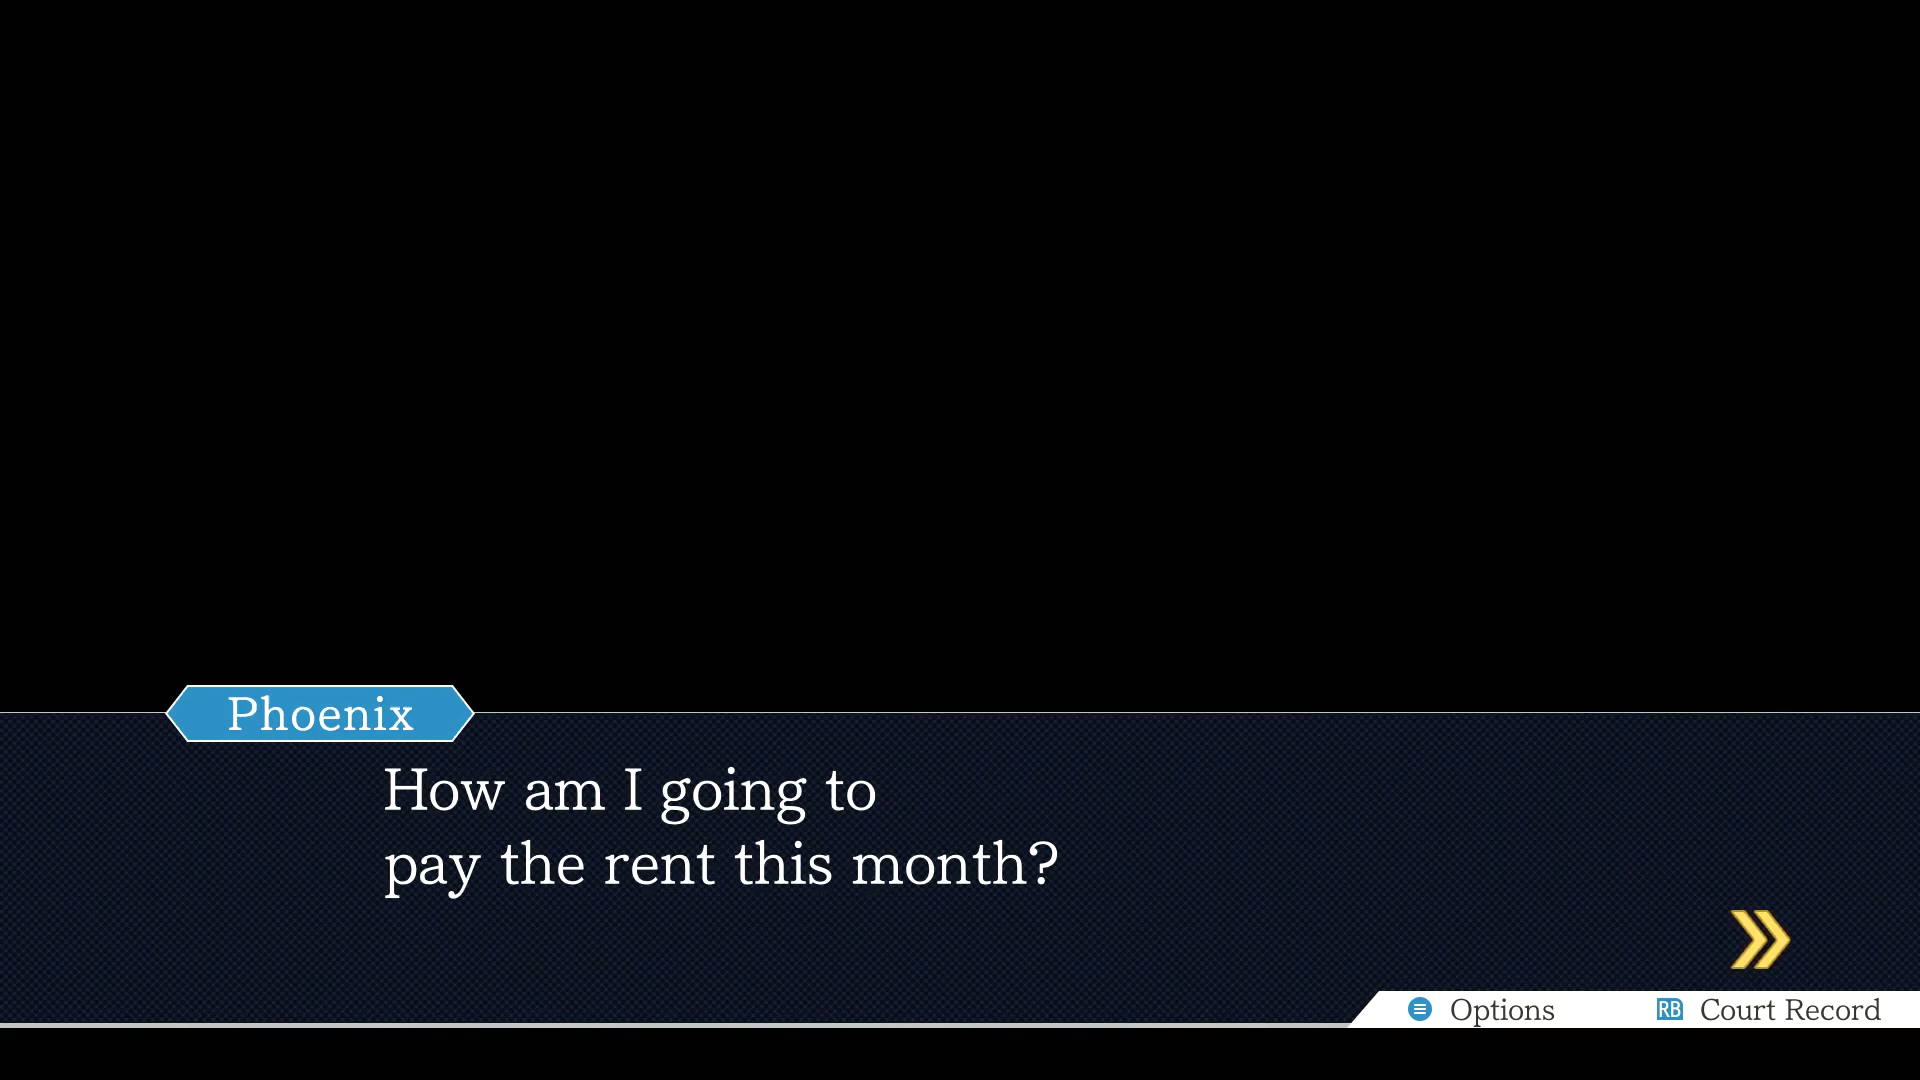 Phoenix
How am I going to
pay the rent this month?
Options
RB Court Record